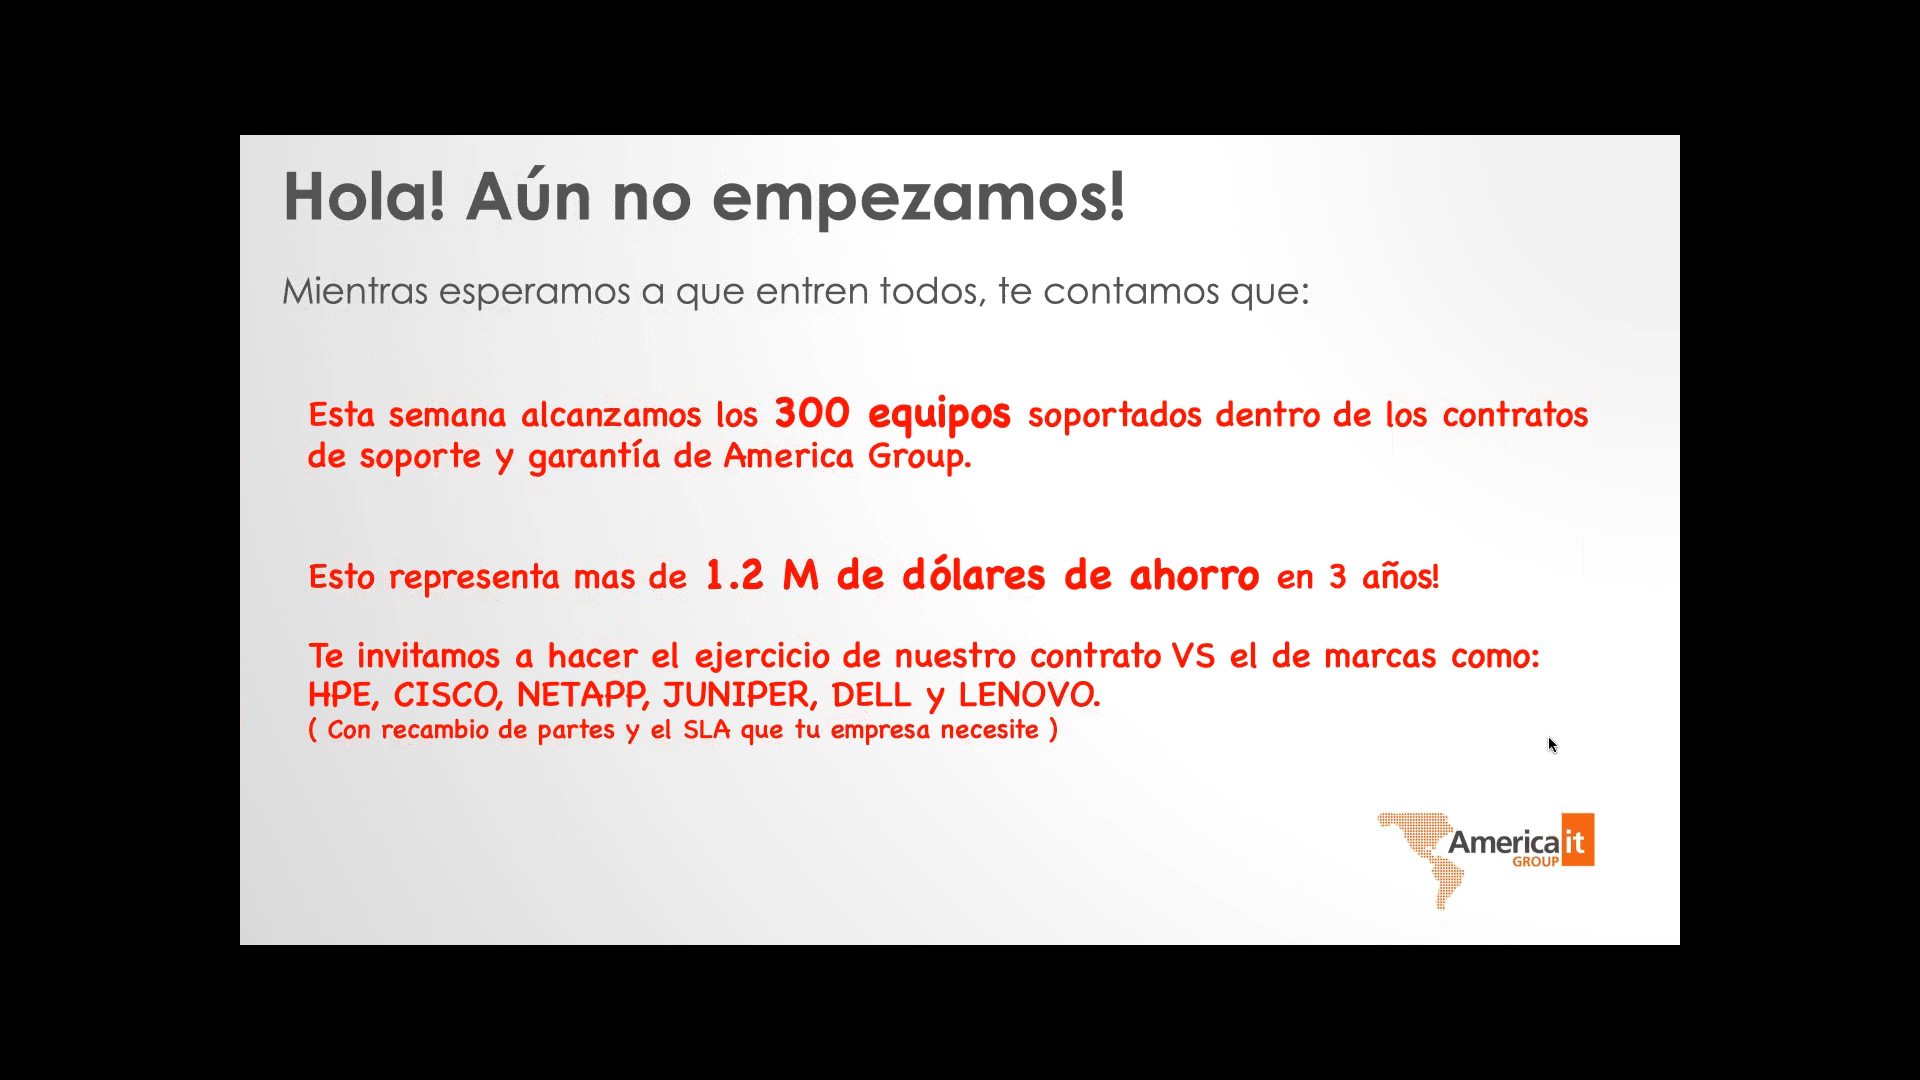 Hola! Aún no empezamos!
Mientras esperamos a que entren todos, te contamos que:
Esta semana alcanzamos los 300 equipos soportados dentro de los contratos
de soporte y garantía de America Group.
Esto representa mas de 1.2 M de dólares de ahorro en 3 años!
Te invitamos a hacer el ejercicio de nuestro contrato VS el de marcas como:
HPE, CISCO, NETAPP, JUNIPER, DELL y LENOVO.
( Con recambio de partes y el SLA que tu empresa necesite )
America it
GROUP